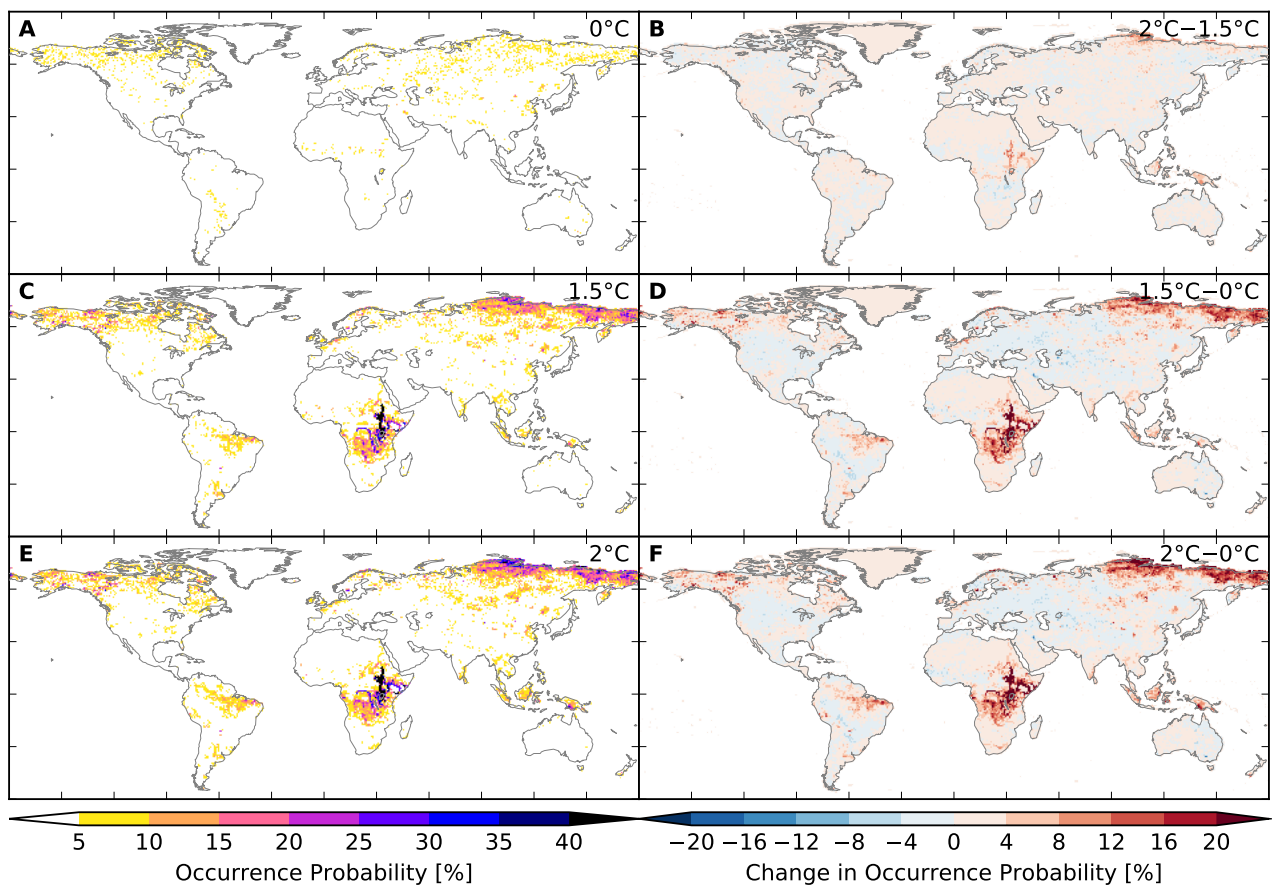 A 0°C
B 2°C−1.5°C
C 1.5°C
D 1.5°C−0°C
E 2°C
F 2°C−0°C
5 10 15 20 25 30 35 40
−20 −16 −12 −8 −4 0 4 8 12 16 20
Occurrence Probability [%]
Change in Occurrence Probability [%]